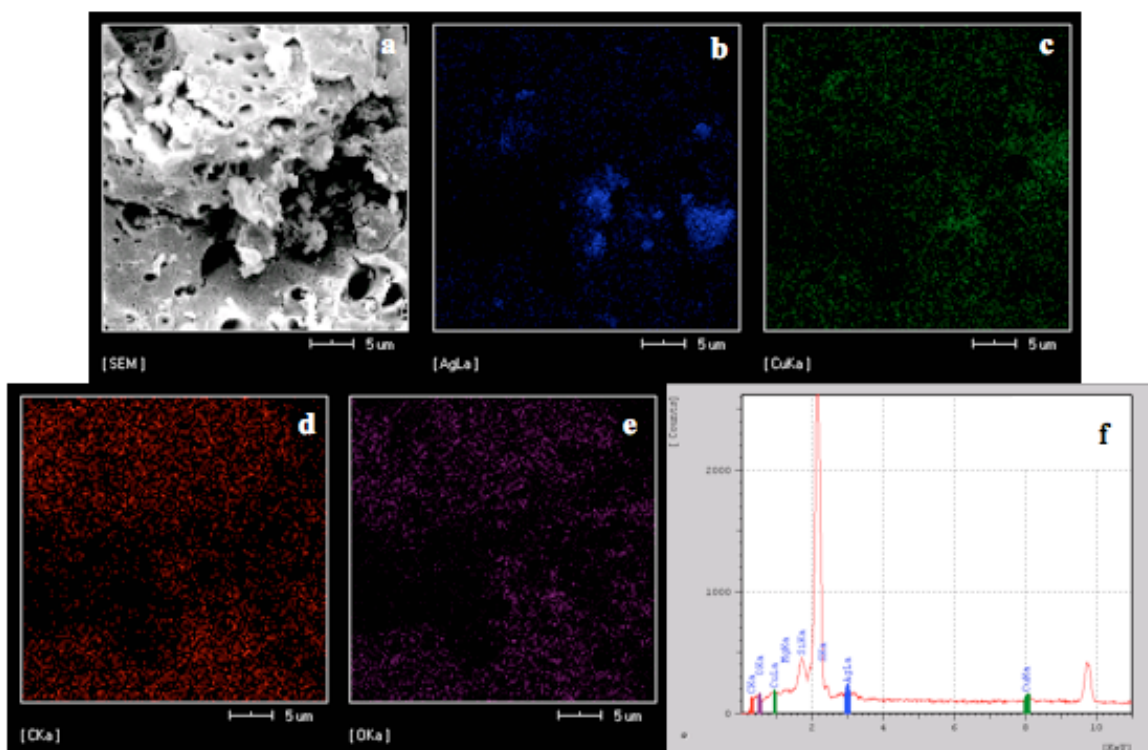 a
b
c
5 um
5 um
5 um
[SEM]
[AgLa]
[CuKa]
d
e
f
5 um
5 um
[CKa]
[OKa]
[Counts]
2000
1000
0
CKa
OKa
CuLa
MgKa
SiKa
AgLa
CuKa
2
4
6
8
10
[KeV]